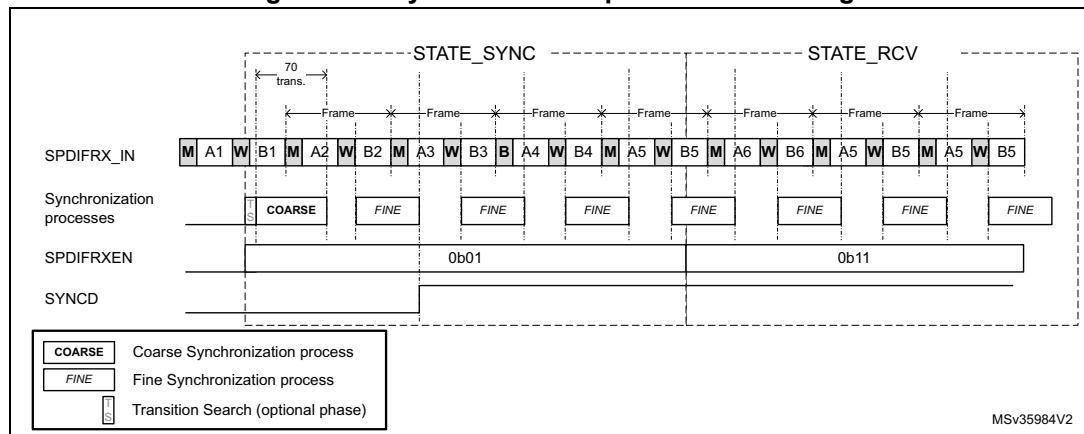 STATE_SYNC STATE_RCV
70
trans.
Frame Frame Frame Frame Frame Frame Frame
SPDIFRX_IN M A1 W B1 M A2 W B2 M A3 W B3 B A4 W B4 M A5 W B5 M A6 W B6 M A5 W B5 M A5 W B5
Synchronization
processes
TS COARSE FINE FINE FINE FINE FINE FINE FINE
SPDIFRXEN 0b01 0b11
SYNCD
COARSE Coarse Synchronization process
FINE Fine Synchronization process
TS Transition Search (optional phase)
MSv35984V2